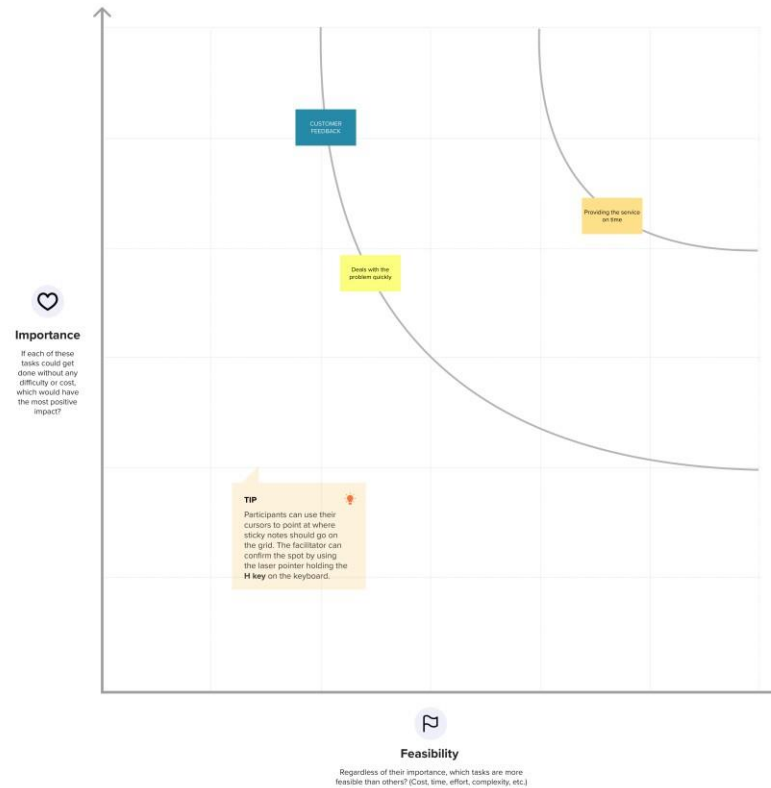 CUSTOMER
FEEDBACK
Providing the service
on time
Deals with the
problem quickly
Importance
If each of these
tasks could get
done without any
difficulty or cost,
which would have
the most positive
impact?
TIP
Participants can use their
cursors to point at where
sticky notes should go on
the grid. The facilitator can
confirm the spot by using
the laser pointer holding the
H key on the keyboard.
Feasibility
Regardless of their importance, which tasks are more
feasible than others? (Cost, time, effort, complexity, etc.)